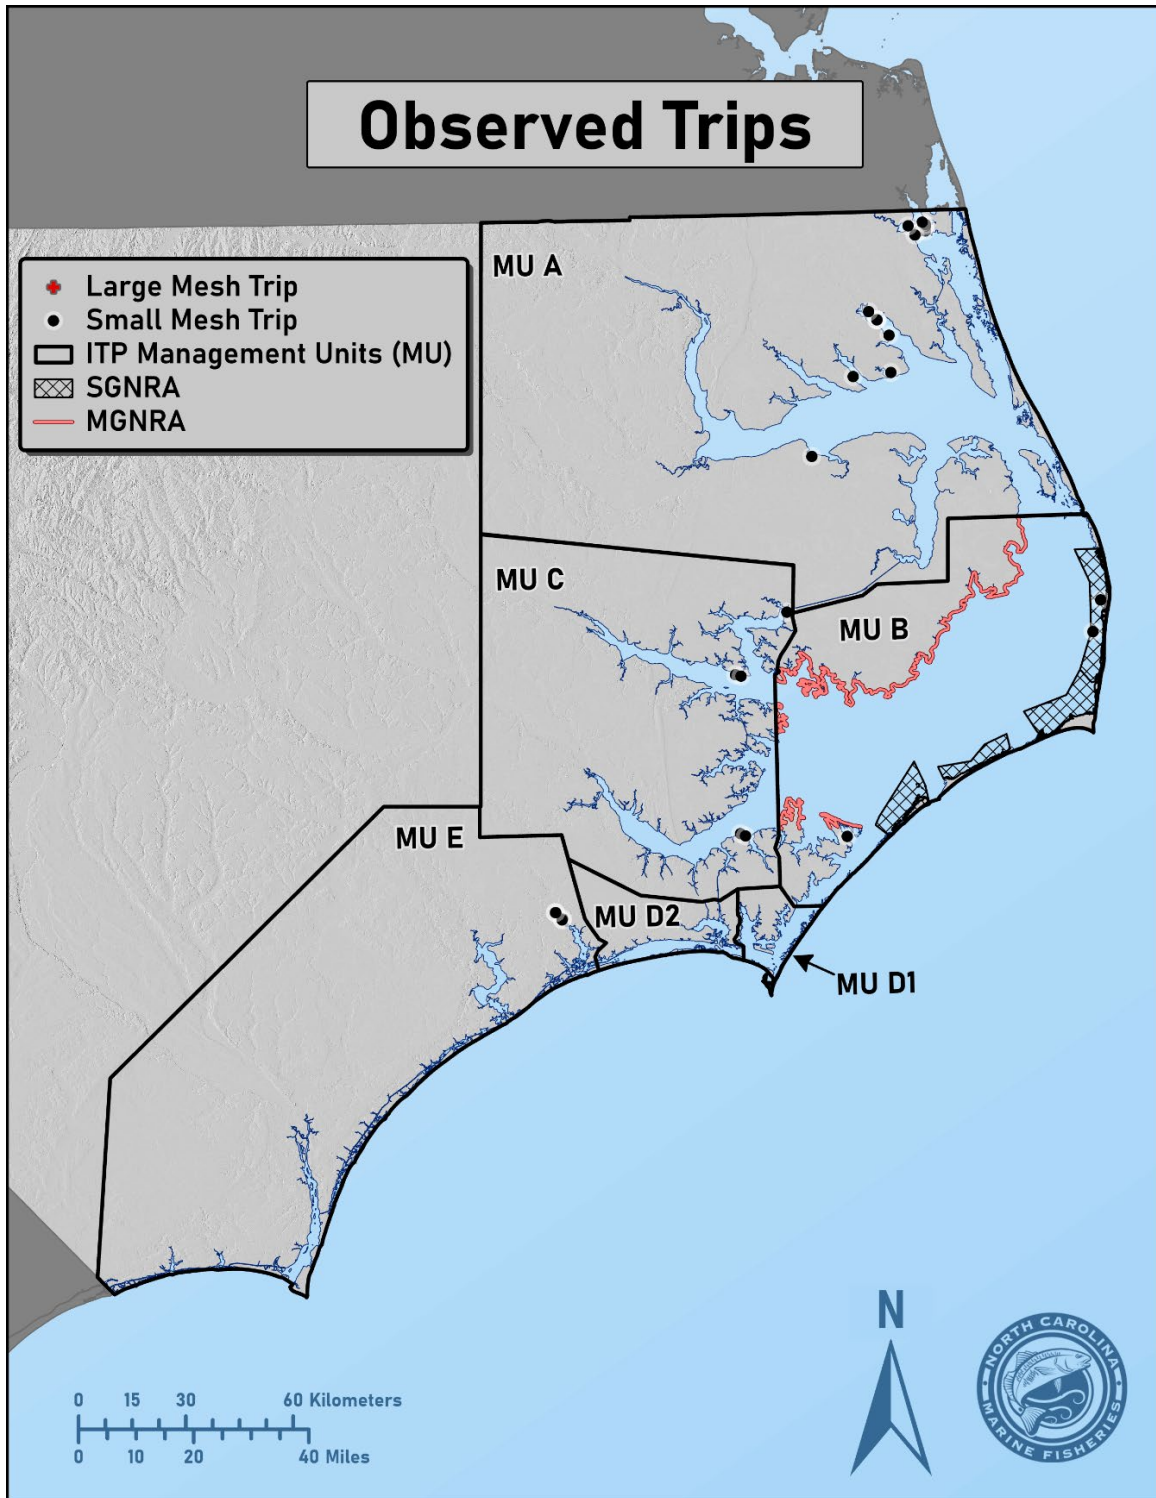 Observed Trips
MU A
Large Mesh Trip
Small Mesh Trip
ITP Management Units (MU)
SGNRA
MGNRA
MU C
MU B
MU E
MU D2
MU D1
N
NORTH CAROLINA
MARINE FISHERIES
0 15 30 60 Kilometers
0 10 20 40 Miles